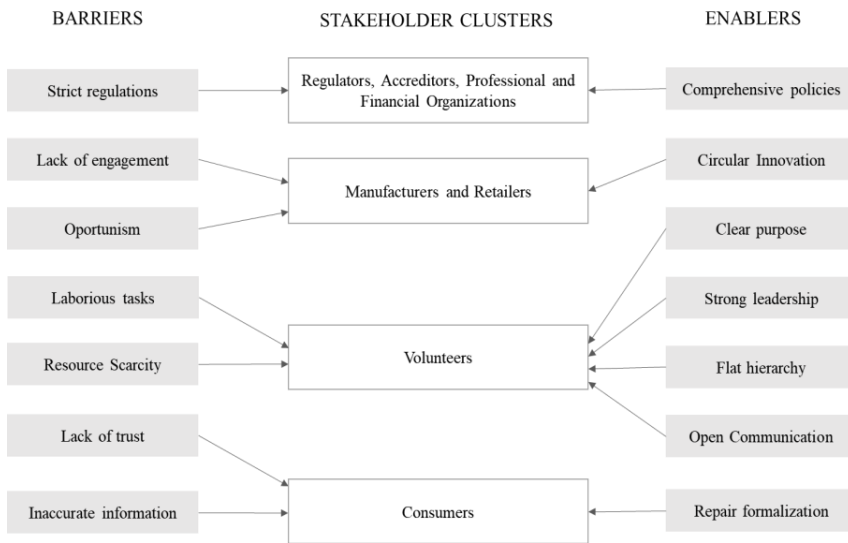 BARRIERS
STAKEHOLDER CLUSTERS
ENABLERS
Strict regulations
Regulators, Accreditors, Professional and
Financial Organizations
Comprehensive policies
Lack of engagement
Manufacturers and Retailers
Circular Innovation
Oportunism
Clear purpose
Laborious tasks
Strong leadership
Resource Scarcity
Volunteers
Flat hierarchy
Lack of trust
Open Communication
Inaccurate information
Consumers
Repair formalization